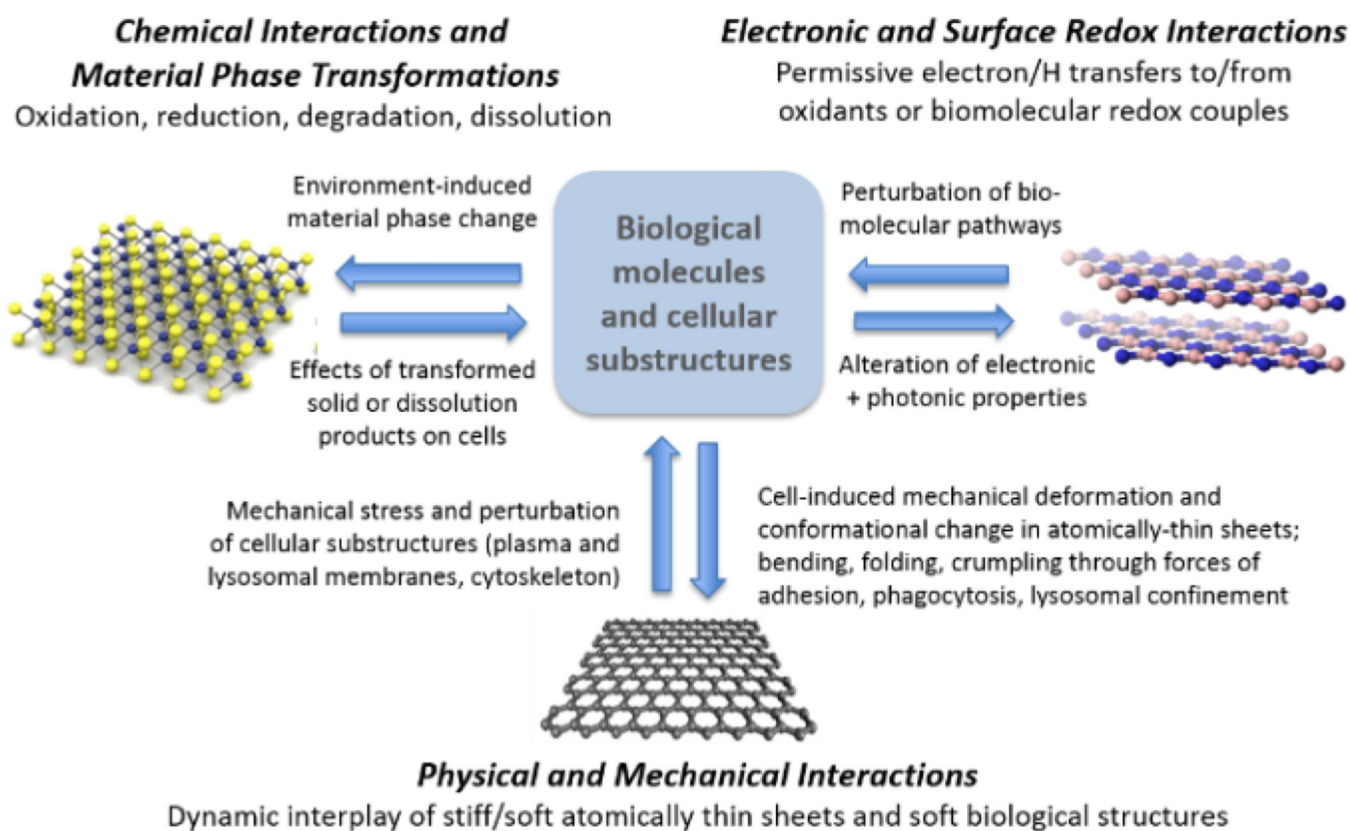 Chemical Interactions and
Material Phase Transformations
Oxidation, reduction, degradation, dissolution
Electronic and Surface Redox Interactions
Permissive electron/H transfers to/from
oxidants or biomolecular redox couples
Environment-induced
material phase change
Biological
molecules
and cellular
substructures
Perturbation of bio-
molecular pathways
Effects of transformed
solid or dissolution
products on cells
Alteration of electronic
+ photonic properties
Mechanical stress and perturbation
of cellular substructures (plasma and
lysosomal membranes, cytoskeleton)
Cell-induced mechanical deformation and
conformational change in atomically-thin sheets;
bending, folding, crumpling through forces of
adhesion, phagocytosis, lysosomal confinement
Physical and Mechanical Interactions
Dynamic interplay of stiff/soft atomically thin sheets and soft biological structures